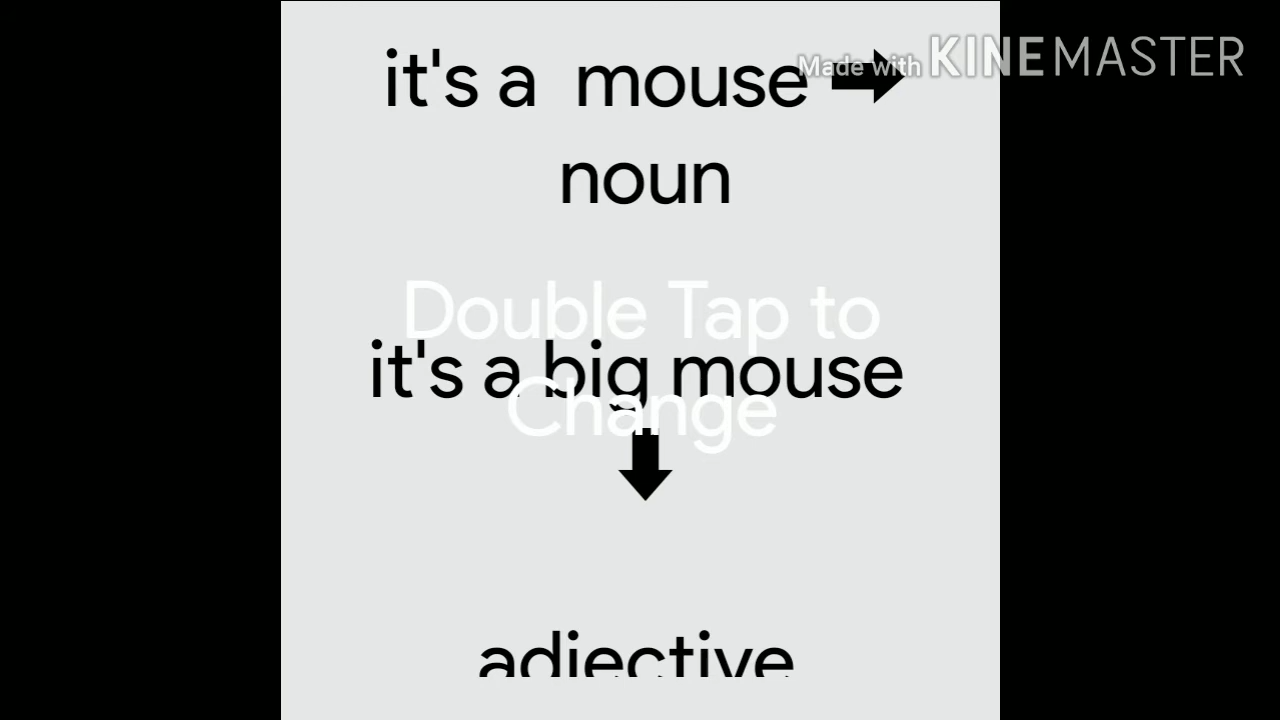 it's a mouse ➡
Made with KINEMASTER
noun
Double Tap to
it's a big mouse
Change
⬇
adjective